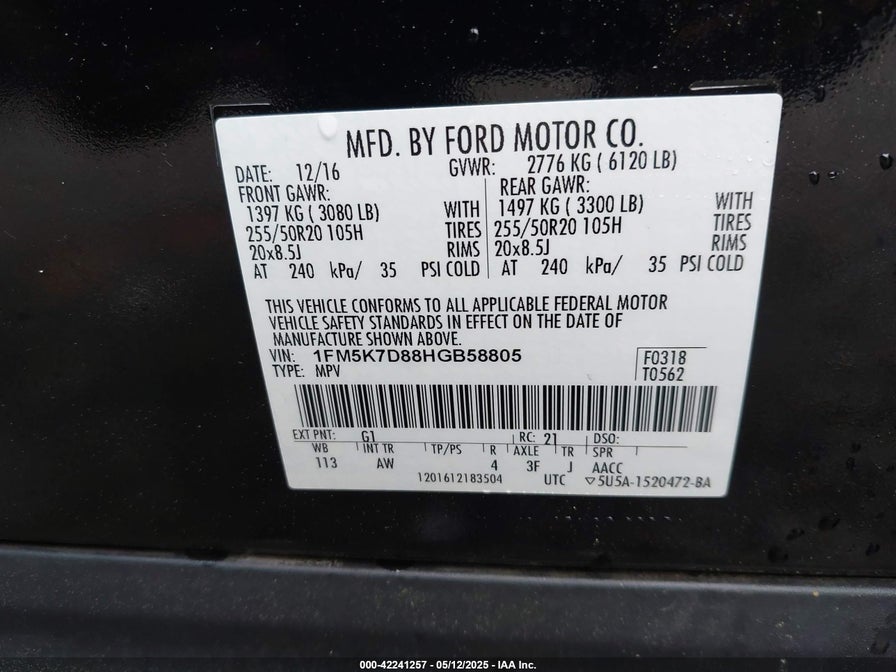 MFD. BY FORD MOTOR CO.
DATE: 12/16 GVWR: 2776 KG ( 6120 LB)
FRONT GAWR: REAR GAWR:
1397 KG ( 3080 LB) WITH 1497 KG ( 3300 LB) WITH
255/50R20 105H TIRES 255/50R20 105H TIRES
20x8.5J RIMS 20x8.5J RIMS
AT 240 kPa/ 35 PSI COLD AT 240 kPa/ 35 PSI COLD
THIS VEHICLE CONFORMS TO ALL APPLICABLE FEDERAL MOTOR
VEHICLE SAFETY STANDARDS IN EFFECT ON THE DATE OF
MANUFACTURE SHOWN ABOVE.
VIN: 1FM5K7D88HGB58805 F0318
TYPE: MPV T0562
EXT PNT: G1 RC: 21 DSO:
WB INT TR TP/PS R AXLE TR SPR
113 AW 4 3F J AACC
1201612183504 UTC ▽5U5A-1520472-BA
000-42241257 - 05/12/2025 - IAA Inc.